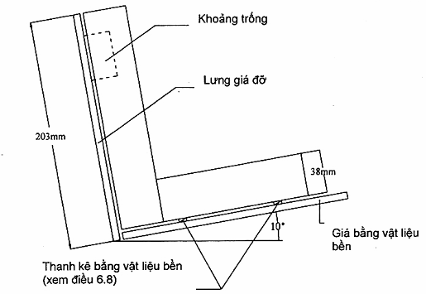 Khoảng trống
Lưng giá đỡ
203mm
38mm
10°
Giá bằng vật liệu
bền
Thanh kẽ bằng vật liệu bền
(xem điều 6.8)